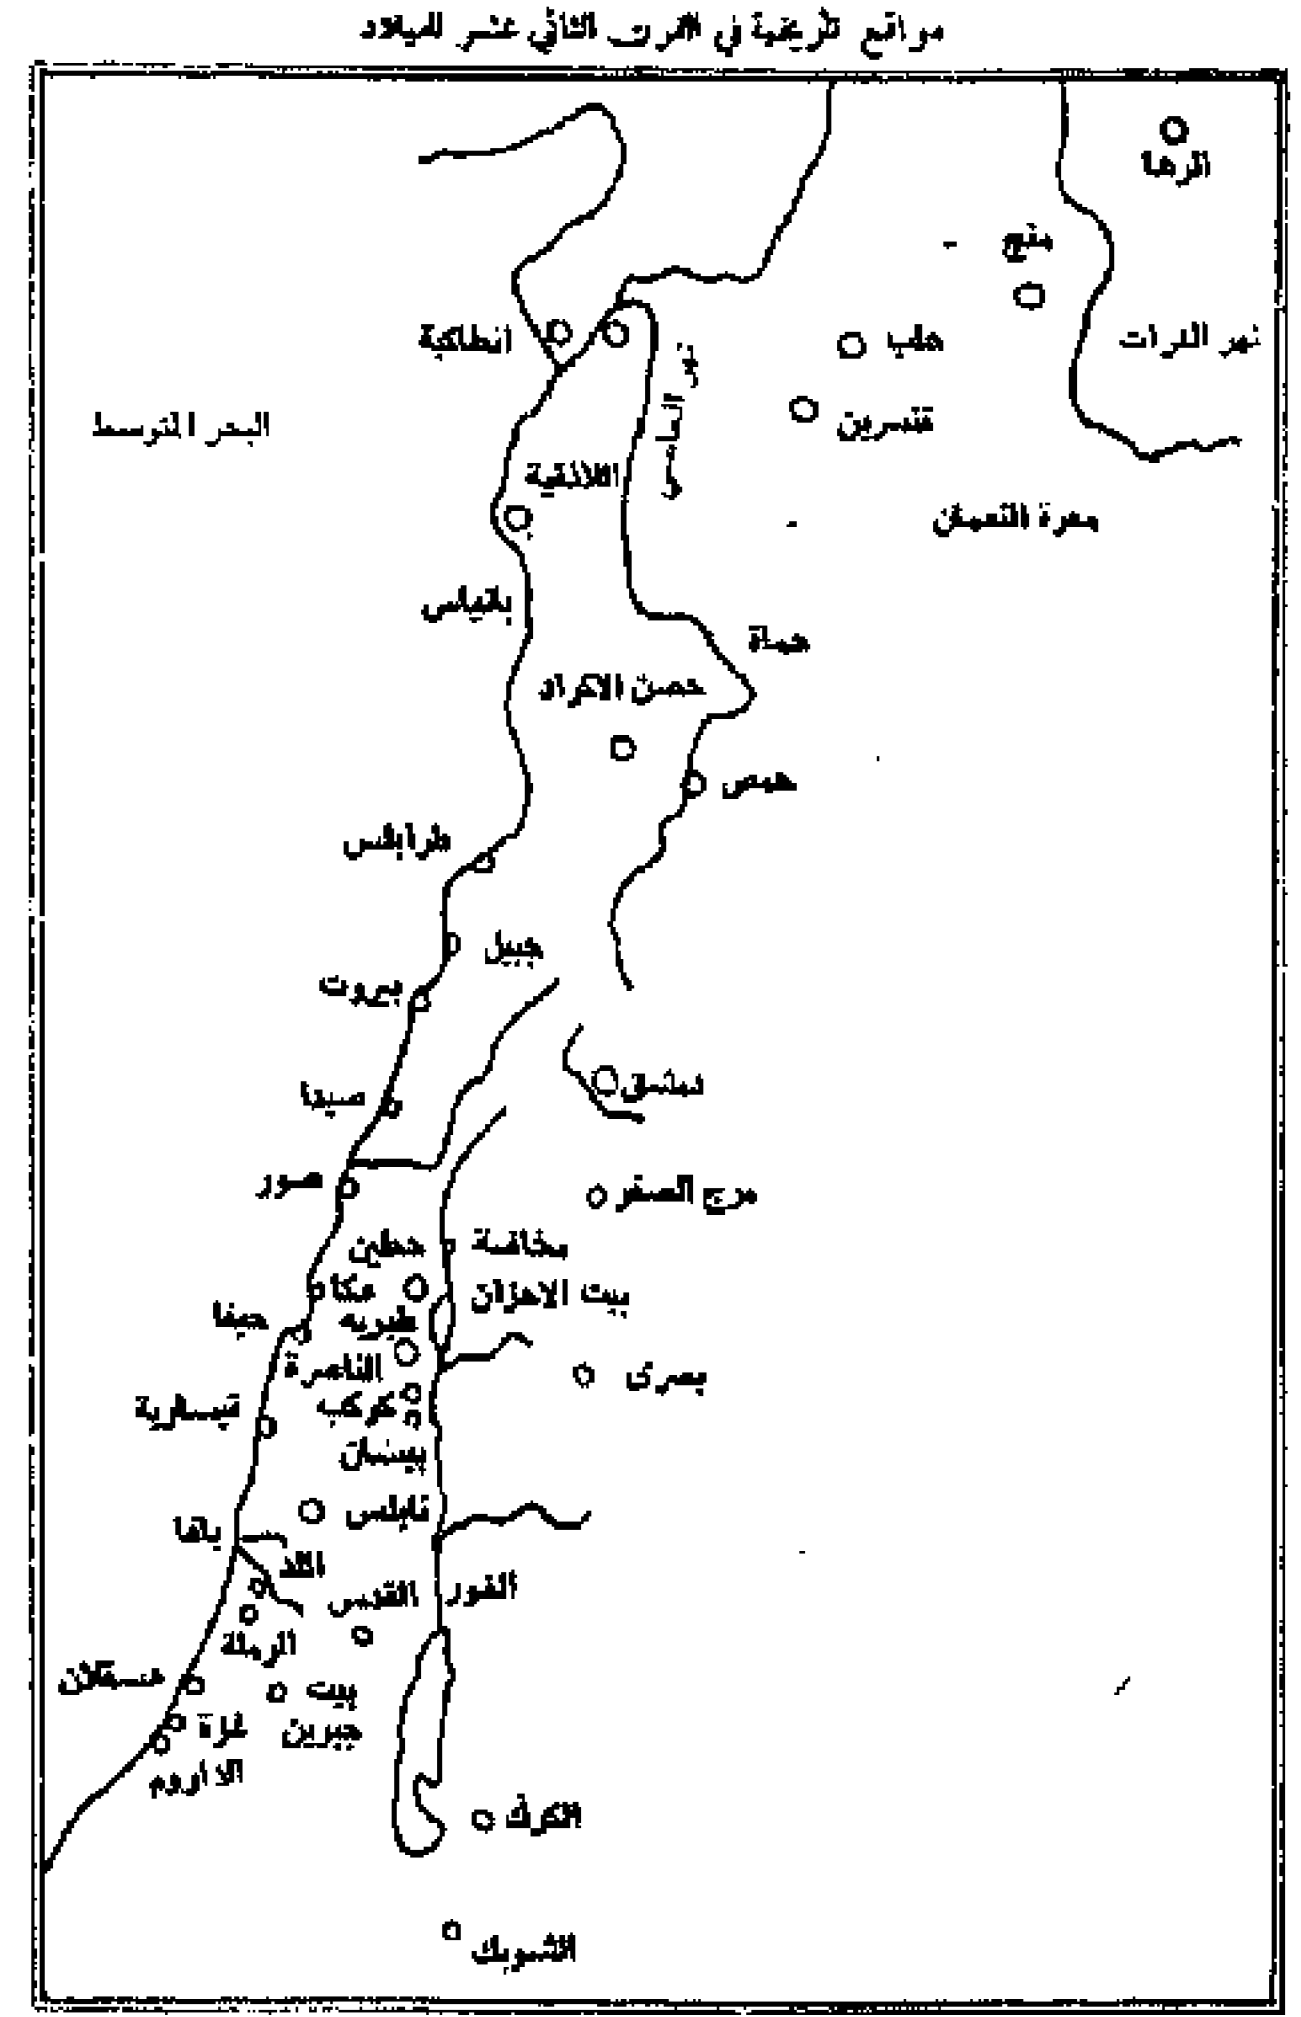 مواقع تاريخية في القرن الثاني عشر للميلاد
الرها
منبج
انطاكية
حلب
نهر الفرات
نهر العاصي
قنسرين
البحر المتوسط
اللاذقية
معرة النعمان
بانياس
حماة
حصن الاكراد
حمص
طرابلس
جبيل
بيروت
دمشق
صيدا
صور
مرج الصفر
حطين
مخاضة
بيت الاحزان
عكا
حيفا
طبريه
الناصرة
بصرى
قيسارية
كوكب
بيسان
نابلس
يافا
اللد
القدس
الغور
الرملة
عسقلان
بيت
جبرين
غزة
الداروم
الكرك
الشوبك